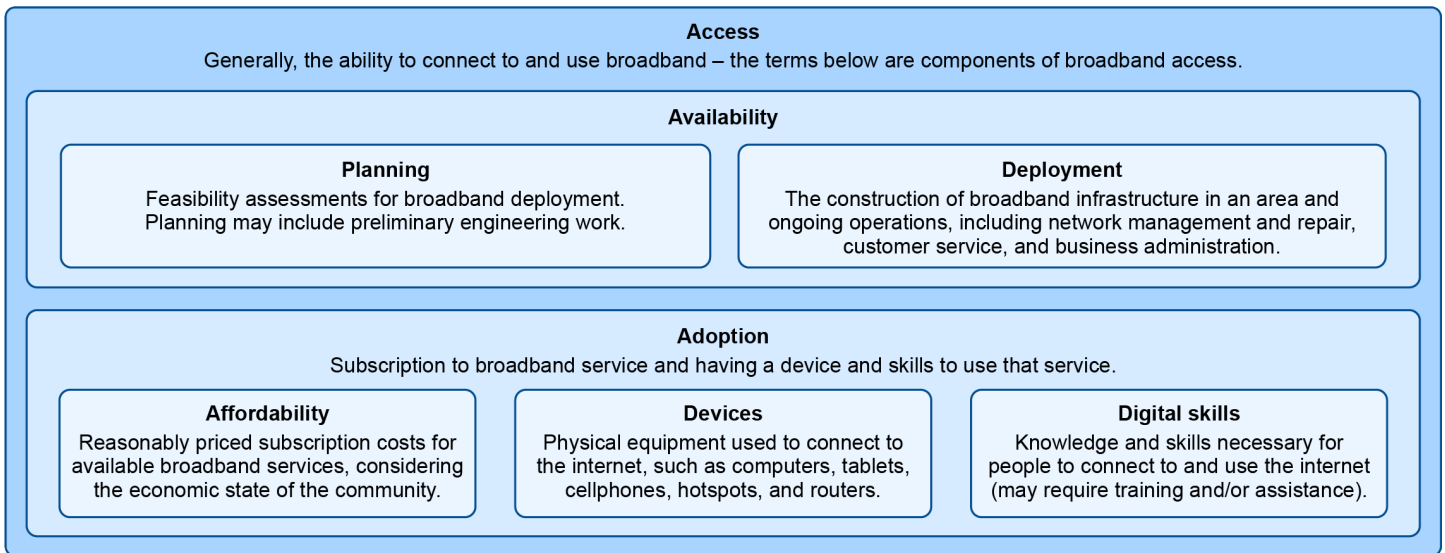 Access
Generally, the ability to connect to and use broadband – the terms below are components of broadband access.
Availability
Planning
Feasibility assessments for broadband deployment.
Planning may include preliminary engineering work.
Deployment
The construction of broadband infrastructure in an area and
ongoing operations, including network management and repair,
customer service, and business administration.
Adoption
Subscription to broadband service and having a device and skills to use that service.
Affordability
Reasonably priced subscription costs for
available broadband services, considering
the economic state of the community.
Devices
Physical equipment used to connect to
the internet, such as computers, tablets,
cellphones, hotspots, and routers.
Digital skills
Knowledge and skills necessary for
people to connect to and use the internet
(may require training and/or assistance).